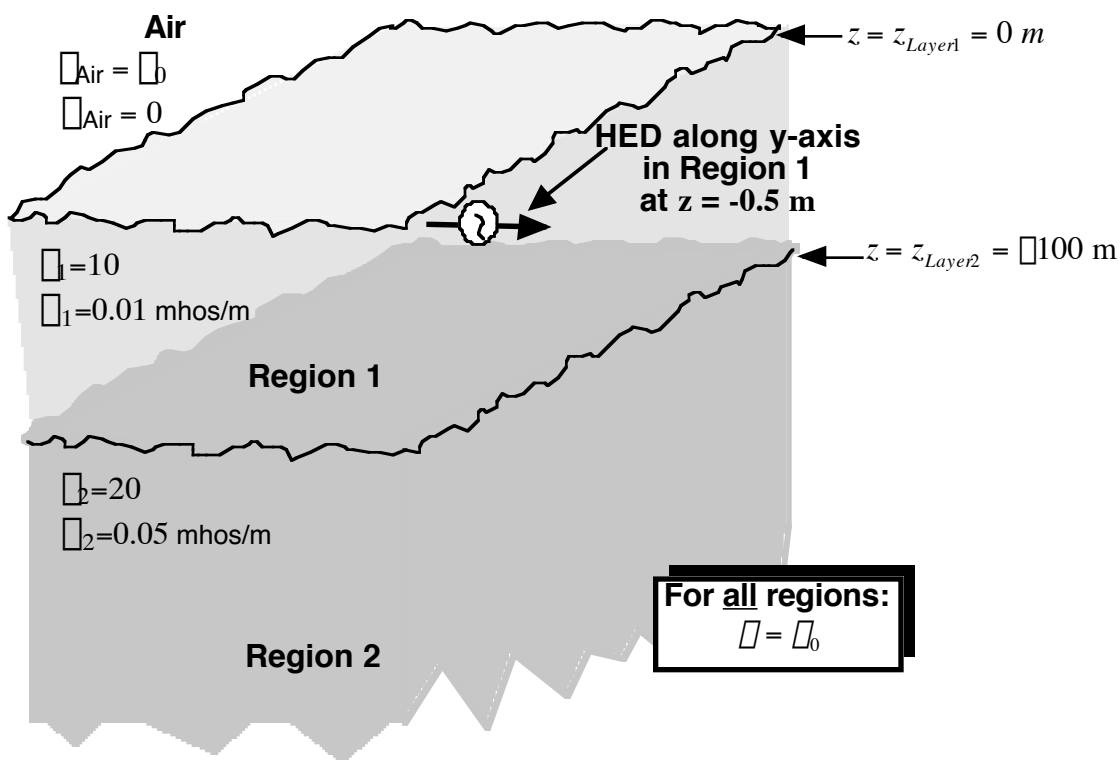 Air
z = zLayer1 = 0 m
□Air = □0
□Air = 0
HED along y-axis
in Region 1
at z = -0.5 m
z = zLayer2 = □100 m
□1=10
□1=0.01 mhos/m
Region 1
□2=20
□2=0.05 mhos/m
For all regions:
□ = □0
Region 2